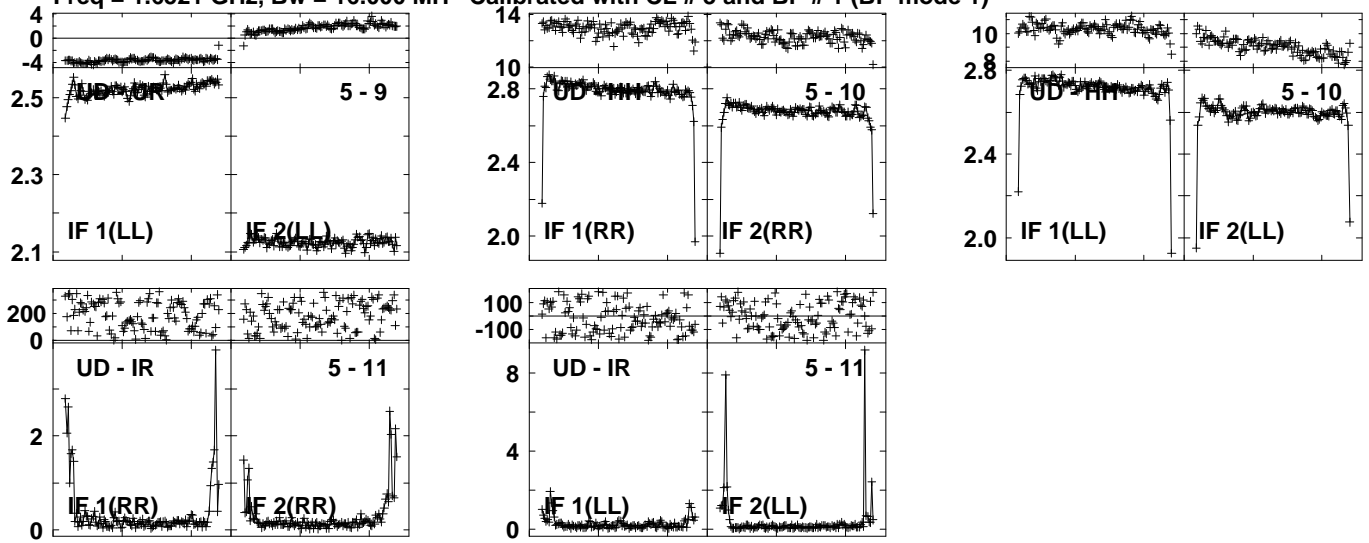 GHz, Bw = 16.000 MH Calibrated with CL # and BP # 1 (BP mode 1)
4
0
-4
UD - UR
5 - 9
2.5
2.3
2.1
IF 1(LL)
IF 2(LL)
14
10
UD - HH
5 - 10
2.8
2.4
2.0
IF 1(RR)
IF 2(RR)
10
8
UD - HH
5 - 10
2.8
2.4
2.0
IF 1(LL)
IF 2(LL)
200
0
UD - IR
5 - 11
2
0
IF 1(RR)
IF 2(RR)
100
-100
UD - IR
5 - 11
8
4
0
IF 1(LL)
IF 2(LL)